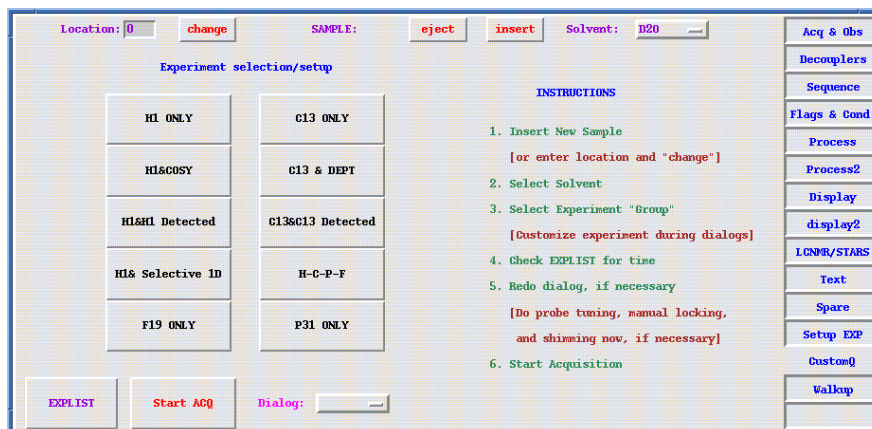 Location: 0 change SAMPLE: eject insert Solvent: D2O
Experiment selection/setup
H1 ONLY C13 ONLY
H1&COSY C13 & DEPT
H1&H1 Detected C13&C13 Detected
H1& Selective 1D H-C-P-F
F19 ONLY P31 ONLY
EXPLIST Start ACQ Dialog:
INSTRUCTIONS
1. Insert New Sample
[or enter location and "change"]
2. Select Solvent
3. Select Experiment "Group"
[Customize experiment during dialogs]
4. Check EXPLIST for time
5. Redo dialog, if necessary
[Do probe tuning, manual locking,
and shimming now, if necessary]
6. Start Acquisition
Acq & Obs
Decouplers
Sequence
Flags & Cond
Process
Process2
Display
display2
LCNMR/STARS
Text
Spare
Setup EXP
CustomQ
Walkup